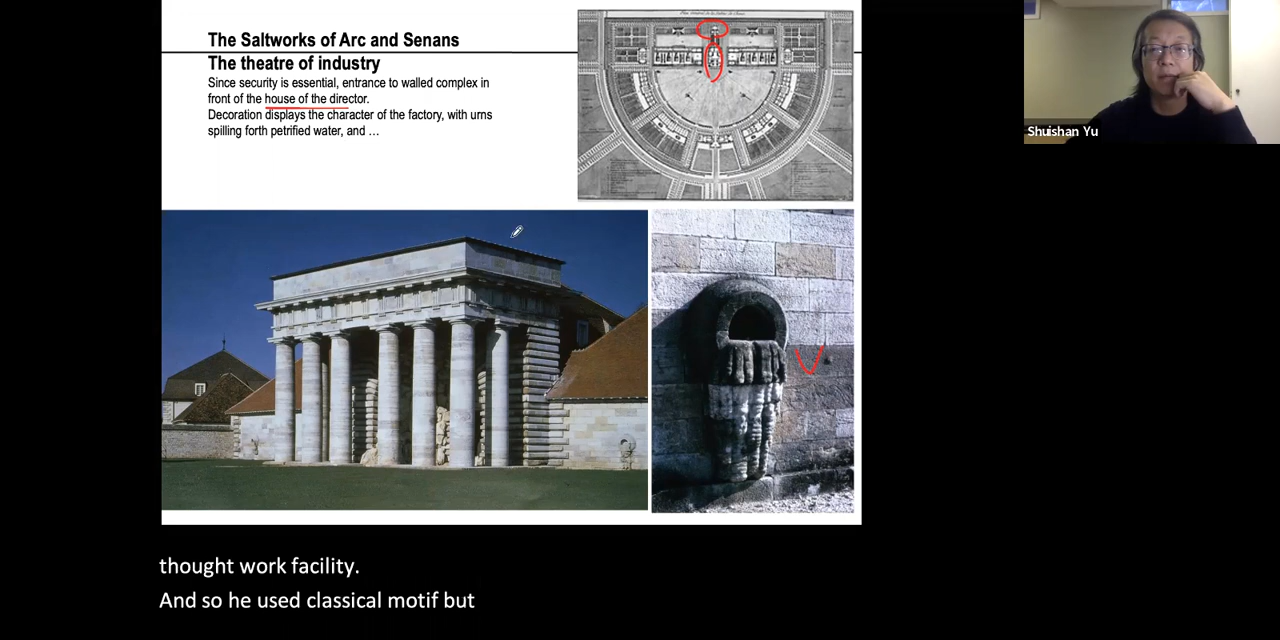 The Saltworks of Arc and Senans
The theatre of industry
Since security is essential, entrance to walled complex in
front of the house of the director.
Decoration displays the character of the factory, with urns
spilling forth petrified water, and …
Shuishan Yu
thought work facility.
And so he used classical motif but